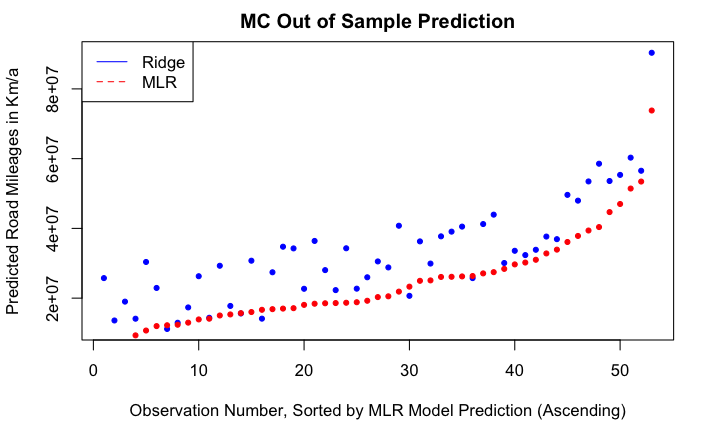 MC Out of Sample Prediction
Ridge
MLR
Predicted Road Mileages in Km/a
8e+07
6e+07
4e+07
2e+07
0 10 20 30 40 50
Observation Number, Sorted by MLR Model Prediction (Ascending)